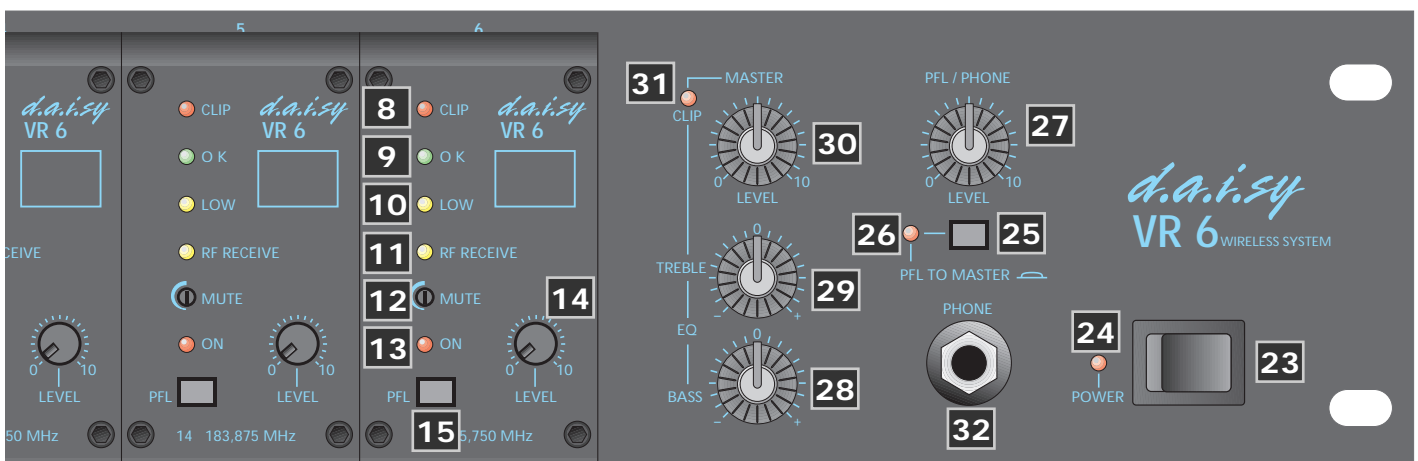 5
6
d.a.i.sy
VR 6
CEIVE
0 10
LEVEL
50 MHz
CLIP
d.a.i.sy
VR 6
O K
LOW
RF RECEIVE
MUTE
ON
0 10
LEVEL
PFL
14 183,875 MHz
8 CLIP
d.a.i.sy
VR 6
9 O K
10 LOW
11 RF RECEIVE
12 MUTE
14
13 ON
0 10
LEVEL
PFL
15
5,750 MHz
31
MASTER
CLIP
30
0 10
LEVEL
TREBLE
0
29
- +
EQ
BASS
0
28
- +
PFL / PHONE
27
0 10
LEVEL
26
25
PFL TO MASTER
PHONE
32
d.a.i.sy
VR 6 WIRELESS SYSTEM
24
POWER
23